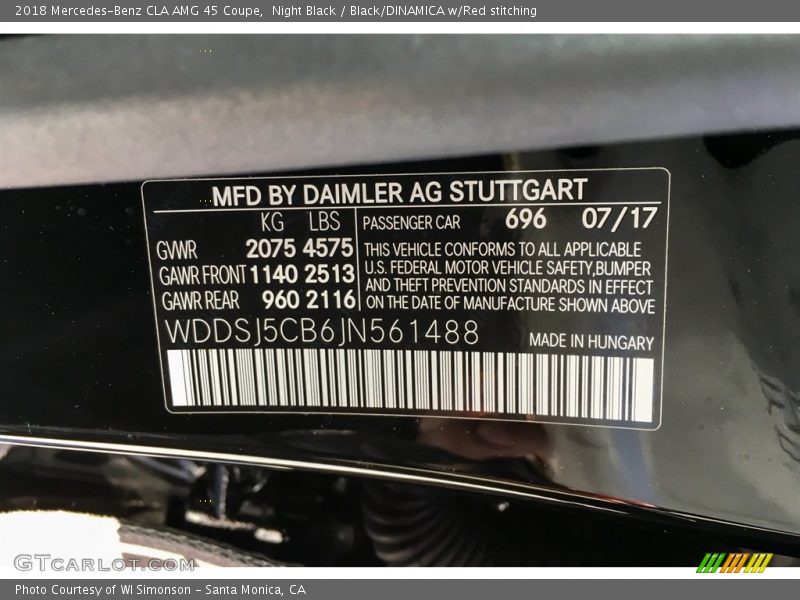 2018 Mercedes-Benz CLA AMG 45 Coupe,  Night Black / Black/DINAMICA w/Red stitching
MFD BY DAIMLER AG STUTTGART
KG LBS
GVWR 2075 4575
GAWR FRONT 1140 2513
GAWR REAR 960 2116
PASSENGER CAR 696 07/17
THIS VEHICLE CONFORMS TO ALL APPLICABLE
U.S. FEDERAL MOTOR VEHICLE SAFETY,BUMPER
AND THEFT PREVENTION STANDARDS IN EFFECT
ON THE DATE OF MANUFACTURE SHOWN ABOVE
WDDSJ5CB6JN561488 MADE IN HUNGARY
GTcarlot.com
Photo Courtesy of WI Simonson - Santa Monica, CA